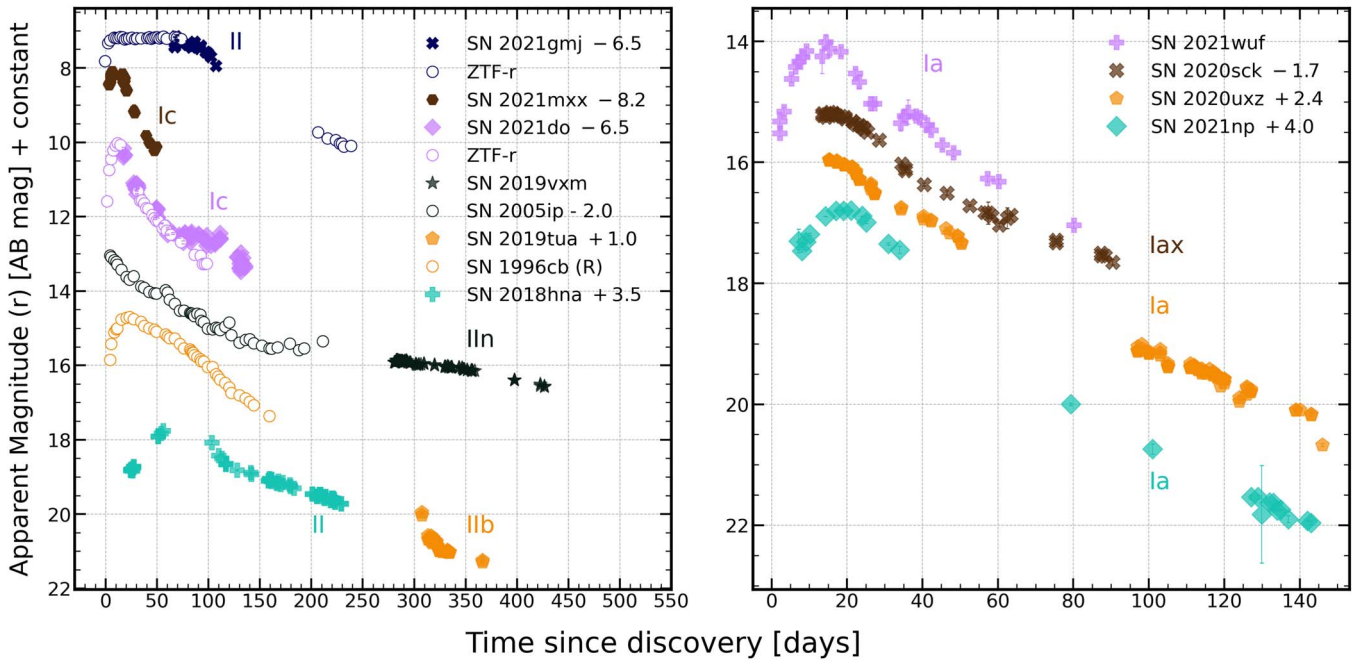 Apparent Magnitude (r) [AB mag] + constant
8
10
12
14
16
18
20
22
0 50 100 150 200 250 300 350 400 450 500 550
II
Ic
Ic
IIn
II
IIb
SN 2021gmj − 6.5
ZTF-r
SN 2021mxx − 8.2
SN 2021do − 6.5
ZTF-r
SN 2019vxm
SN 2005ip - 2.0
SN 2019tua + 1.0
SN 1996cb (R)
SN 2018hna + 3.5
14
16
18
20
22
0 20 40 60 80 100 120 140
Ia
Iax
Ia
Ia
SN 2021wuf
SN 2020sck − 1.7
SN 2020uxz + 2.4
SN 2021np + 4.0
Time since discovery [days]